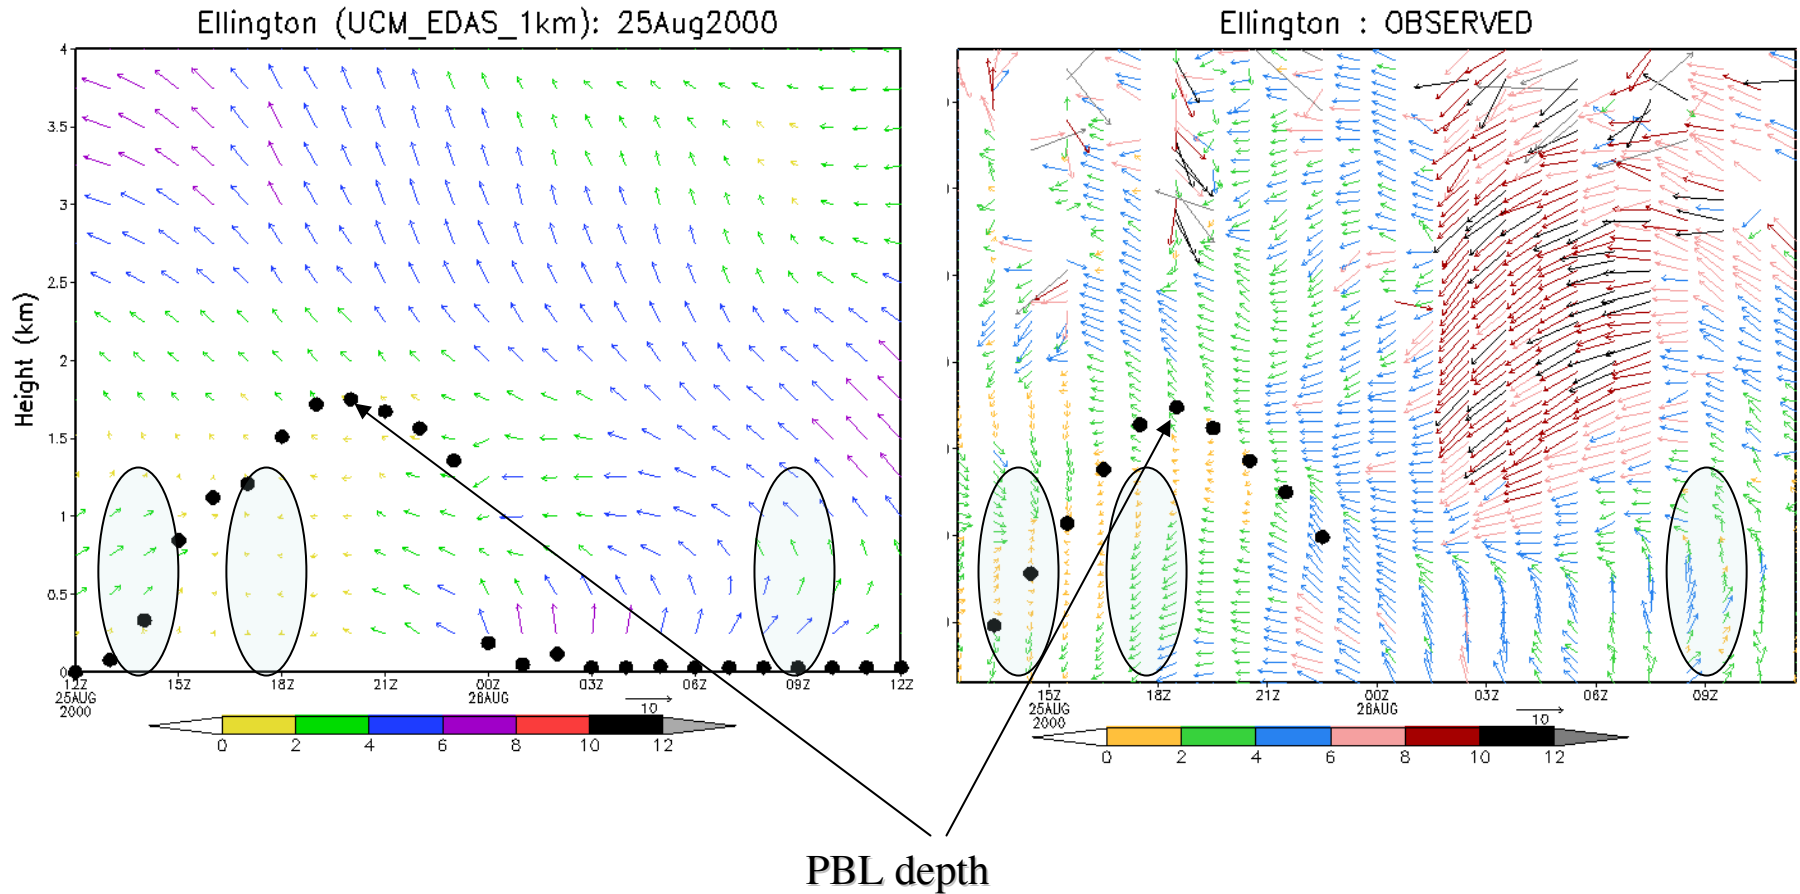 Ellington (UCM_EDAS_1km): 25Aug2000
Ellington : OBSERVED
Height (km)
4
3.5
3
2.5
2
1.5
1
0.5
0
12Z 15Z 18Z 21Z 00Z 03Z 06Z 09Z 12Z
25AUG 26AUG
2000
10
0 2 4 6 8 10 12
15Z 18Z 21Z 00Z 03Z 06Z 09Z
25AUG 26AUG
2000
10
0 2 4 6 8 10 12
PBL depth